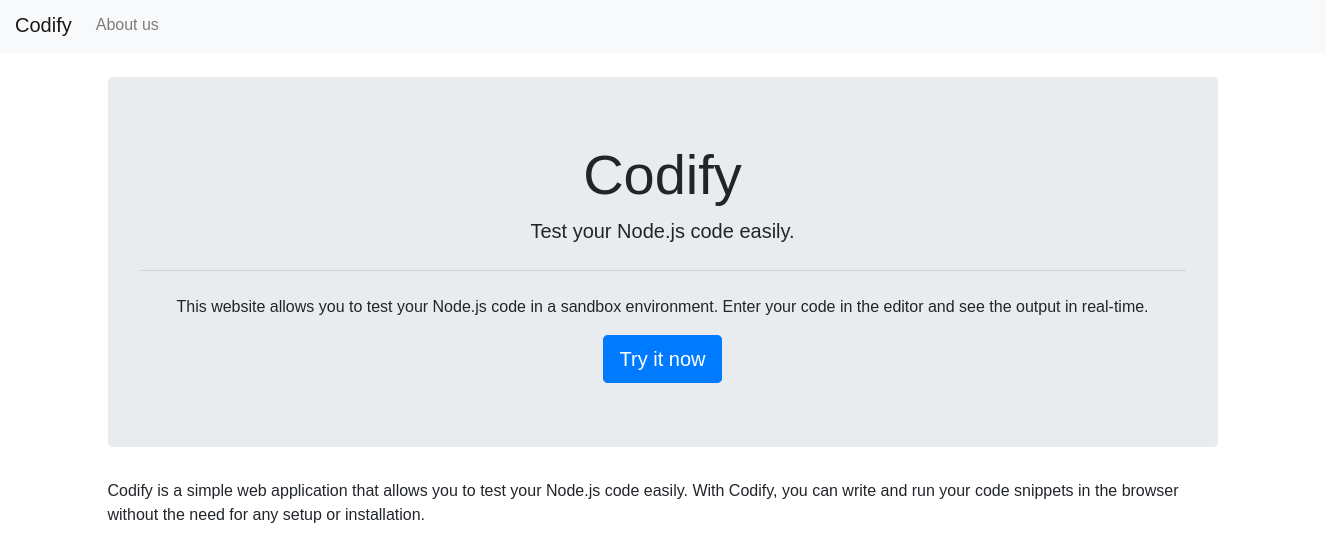 Codify About us
Codify
Test your Node.js code easily.
This website allows you to test your Node.js code in a sandbox environment. Enter your code in the editor and see the output in real-time.
Try it now
Codify is a simple web application that allows you to test your Node.js code easily. With Codify, you can write and run your code snippets in the browser
without the need for any setup or installation.